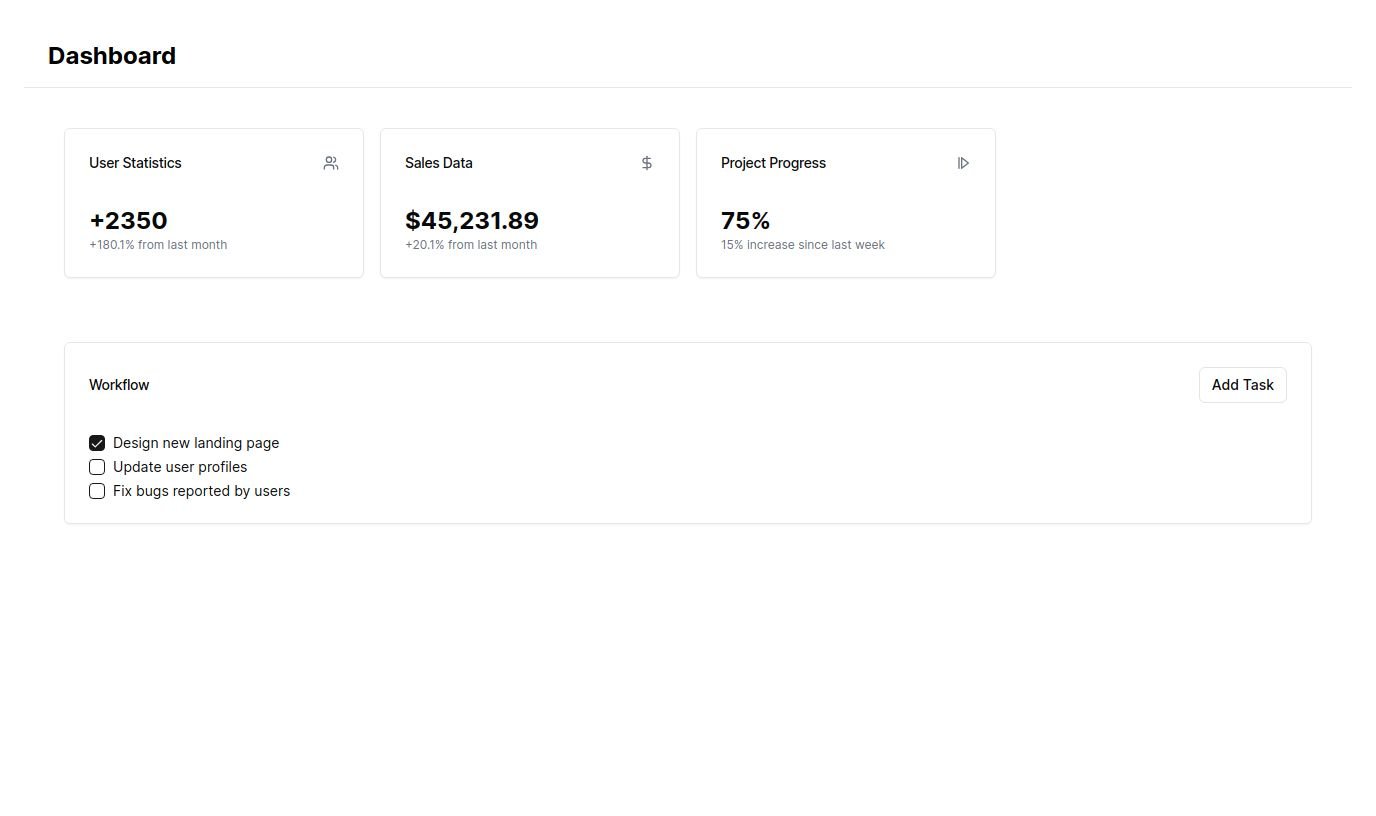 Dashboard
User Statistics
+2350
+180.1% from last month
Sales Data
$45,231.89
+20.1% from last month
Project Progress
75%
15% increase since last week
Workflow
Add Task
Design new landing page
Update user profiles
Fix bugs reported by users